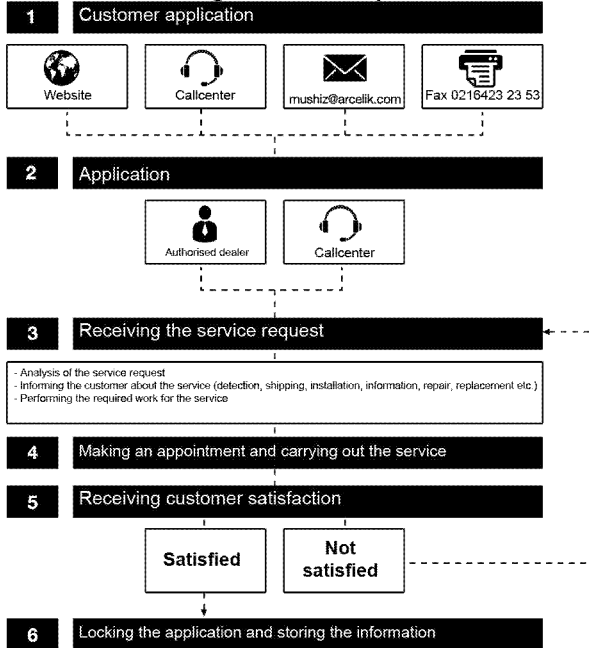 1 Customer application
Website
Callcenter
mushiz@arcelik.com
Fax 0216423 23 53
2 Application
Authorised dealer
Callcenter
3 Receiving the service request
- Analysis of the service request
- Informing the customer about the service (detection, shipping, installation, information, repair, replacement etc.)
- Performing the required work for the service
4 Making an appointment and carrying out the service
5 Receiving customer satisfaction
Satisfied
Not
satisfied
6 Locking the application and storing the information